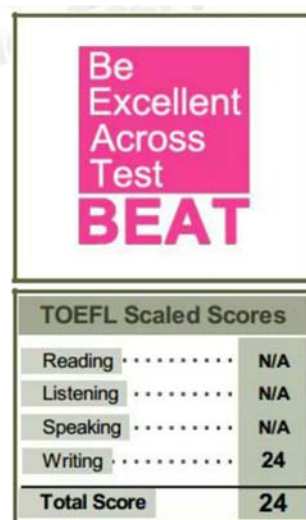 Be
Excellent
Across
Test
BEAT
TOEFL Scaled Scores
Reading · · · · · · · · · · N/A
Listening · · · · · · · · · N/A
Speaking · · · · · · · · · N/A
Writing · · · · · · · · · · · 24
Total Score 24